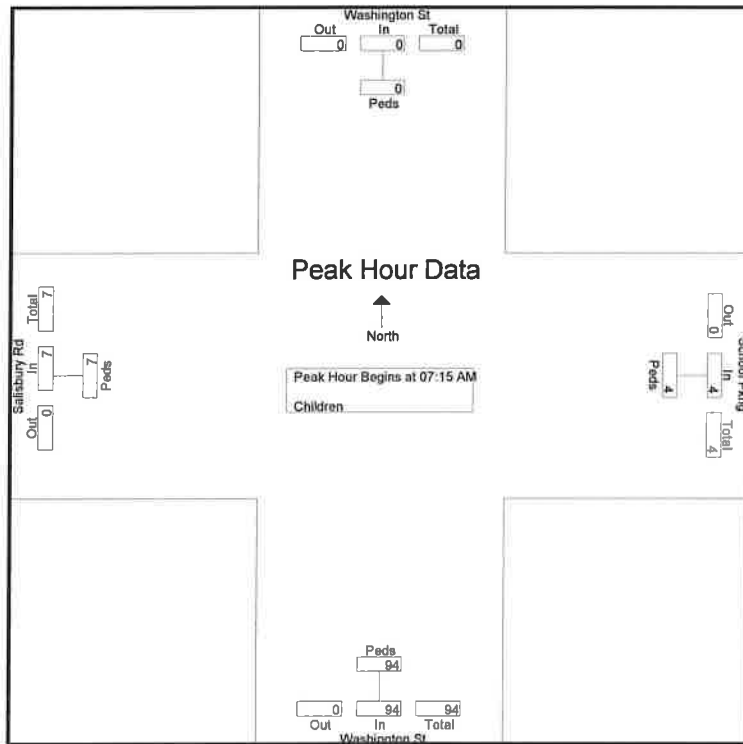 Washington St
Out In Total
0 0 0
0
Peds
Peak Hour Data
North
Peak Hour Begins at 07:15 AM
Children
Salisbury Rd
Total
7
In
7
Peds
7
Out
0
Out
0
In
4
Peds
4
Total
4
Peds
94
0 94 94
Out In Total
Washington St